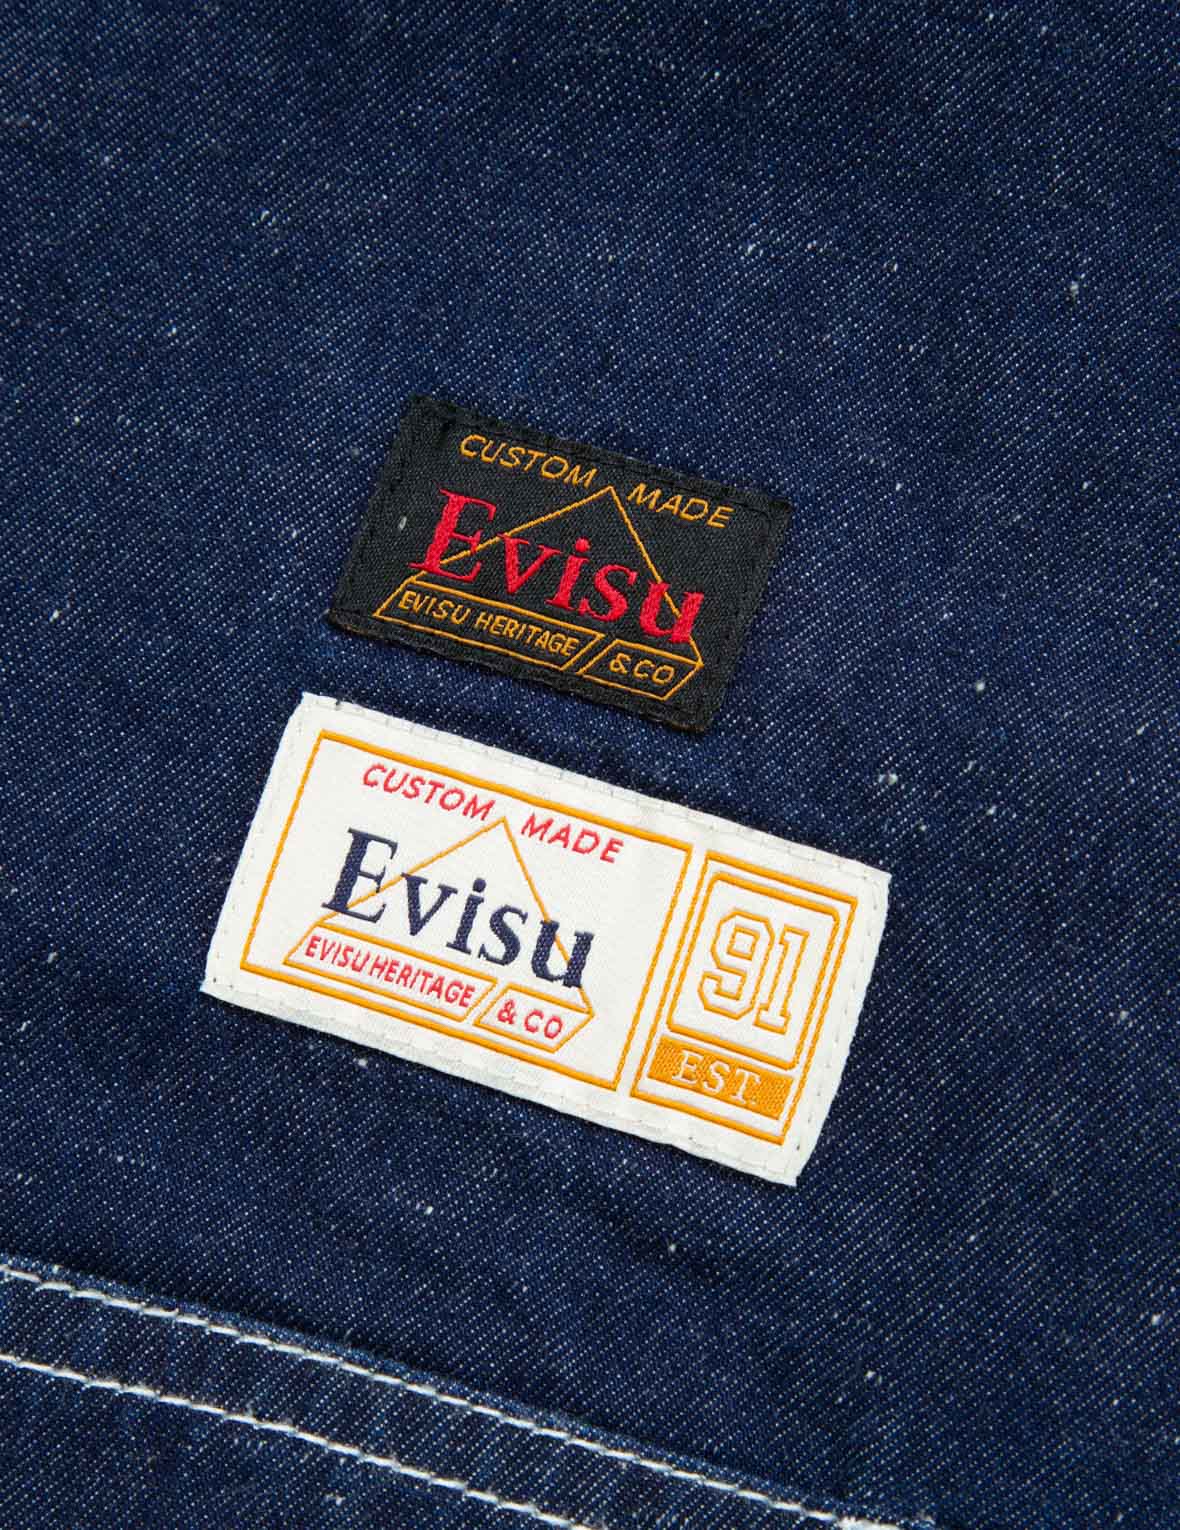 CUSTOM MADE
Evisu
EVISU HERITAGE & CO
CUSTOM MADE
Evisu
EVISU HERITAGE & CO
91
EST.